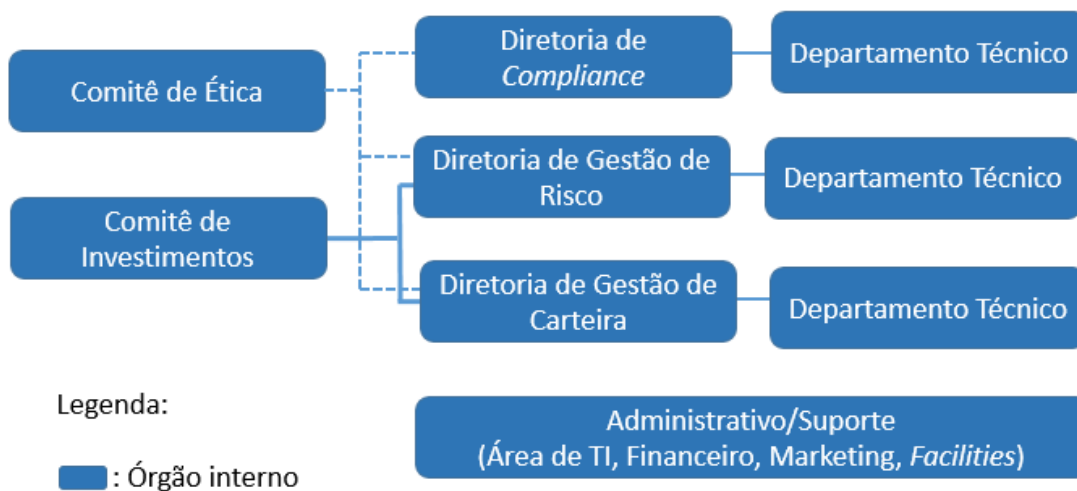 Comitê de Ética
Comitê de
Investimentos
Diretoria de
Compliance
Departamento Técnico
Diretoria de Gestão de
Risco
Departamento Técnico
Diretoria de Gestão de
Carteira
Departamento Técnico
Legenda:
: Órgão interno
Administrativo/Suporte
(Área de TI, Financeiro, Marketing, Facilities)